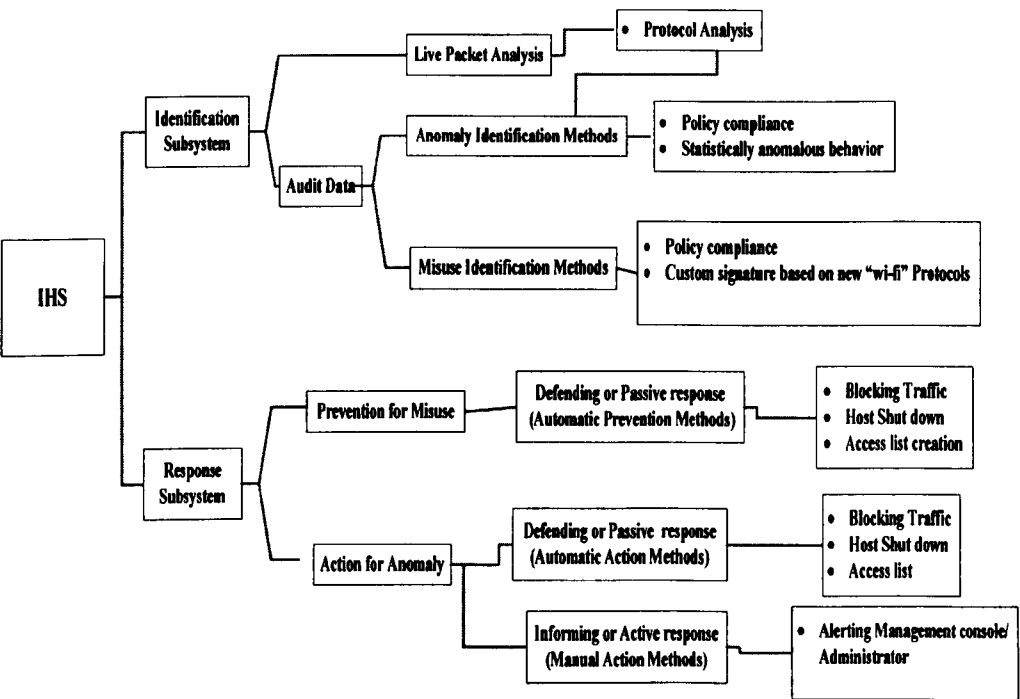 • Protocol Analysis
Live Packet Analysis
Identification
Subsystem
Anomaly Identification Methods
• Policy compliance
• Statistically anomalous behavior
Audit Data
Misuse Identification Methods
• Policy compliance
• Custom signature based on new "wi-fi" Protocols
IHS
Prevention for Misuse
Defending or Passive response
(Automatic Prevention Methods)
• Blocking Traffic
• Host Shut down
• Access list creation
Response
Subsystem
Action for Anomaly
Defending or Passive response
(Automatic Action Methods)
• Blocking Traffic
• Host Shut down
• Access list
Informing or Active response
(Manual Action Methods)
• Alerting Management console/
Administrator